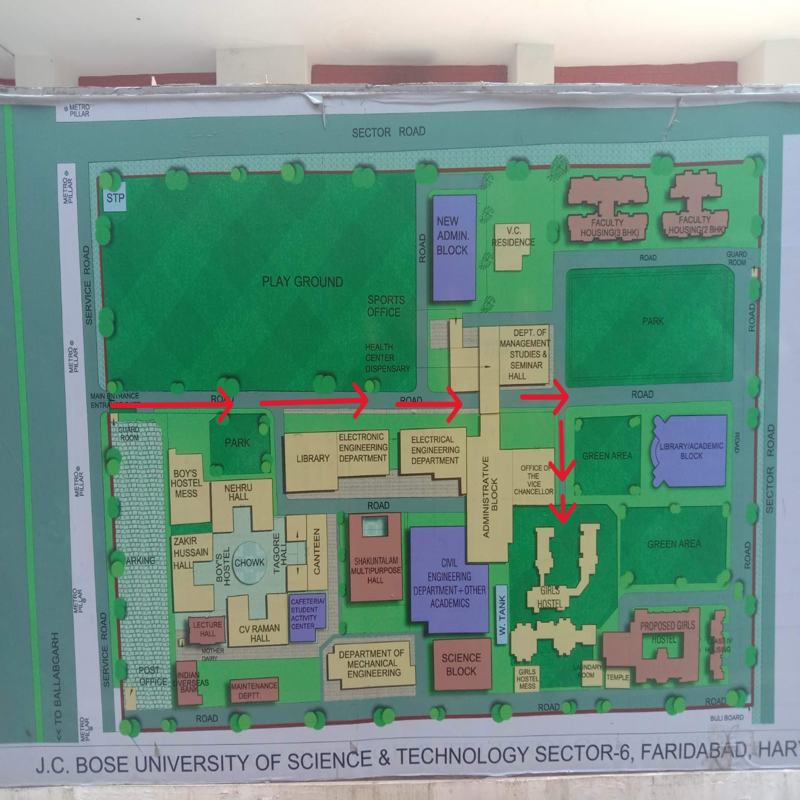 METRO
PILLAR
SECTOR ROAD
METRO
PILLAR
STP
NEW
ADMIN.
BLOCK
V.C.
RESIDENCE
FACULTY
HOUSING(3 BHK)
FACULTY
HOUSING(2 BHK)
ROAD
ROAD
GUARD
ROOM
SERVICE ROAD
PLAY GROUND
SPORTS
OFFICE
PARK
ROAD
METRO
PILLAR
HEALTH
CENTER
DISPENSARY
DEPT. OF
MANAGEMENT
STUDIES &
SEMINAR
HALL
MAIN ENTRANCE
ROAD
ROAD
ROAD
GUARD
ROOM
PARK
LIBRARY
ELECTRONIC
ENGINEERING
DEPARTMENT
ELECTRICAL
ENGINEERING
DEPARTMENT
ADMINISTRATIVE
BLOCK
OFFICE OF
THE
VICE
CHANCELLOR
GREEN AREA
LIBRARY/ACADEMIC
BLOCK
ROAD
SECTOR ROAD
BOY'S
HOSTEL
MESS
NEHRU
HALL
METRO
PILLAR
ROAD
ZAKIR
HUSSAIN
HALL
BOY'S
HOSTEL
CHOWK
TAGORE
HALL
CANTEEN
SHAKUNTALAM
MULTIPURPOSE
HALL
CIVIL
ENGINEERING
DEPARTMENT+OTHER
ACADEMICS
GREEN AREA
ROAD
ARKING
METRO
PILLAR
GIRLS
HOSTEL
W. TANK
CAFETERIA/
STUDENT
ACTIVITY
CENTER
LECTURE
HALL
CV RAMAN
HALL
PROPOSED GIRLS
HOSTEL
HOUSING
SERVICE ROAD
MOTHER
DAIRY
DEPARTMENT OF
MECHANICAL
ENGINEERING
SCIENCE
BLOCK
POST
OFFICE
INDIAN
OVERSEAS
BANK
MAINTENANCE
DEPTT.
GIRLS
HOSTEL
MESS
LAUNDRY
ROOM
TEMPLE
<< TO BALLABGARH
METRO
PILLAR
ROAD
ROAD
ROAD
BULI BOARD
J.C. BOSE UNIVERSITY OF SCIENCE & TECHNOLOGY SECTOR-6, FARIDABAD, HARY